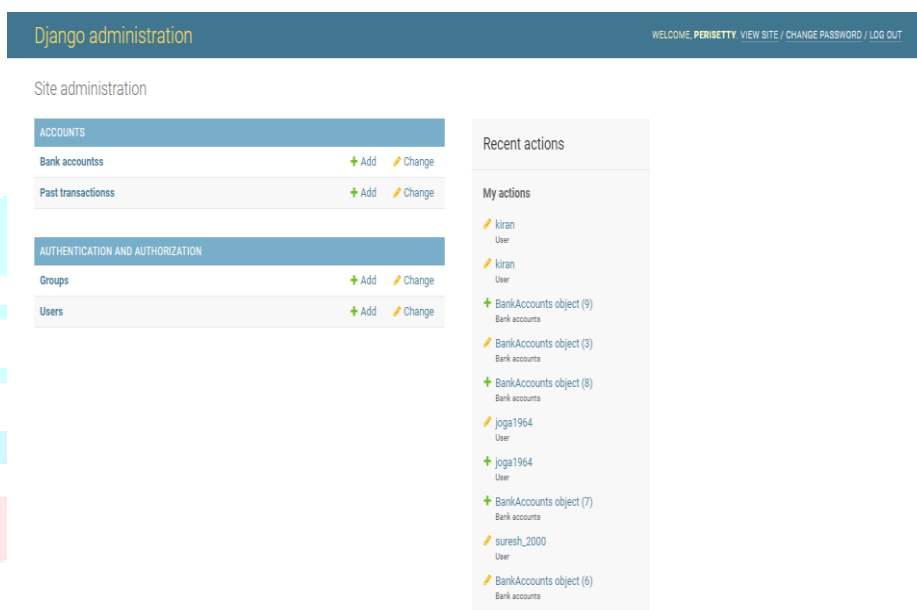 Django administration
WELCOME, PERISETTY. VIEW SITE / CHANGE PASSWORD / LOG OUT
Site administration
ACCOUNTS
Bank accountss + Add Change
Past transactionss + Add Change
AUTHENTICATION AND AUTHORIZATION
Groups + Add Change
Users + Add Change
Recent actions
My actions
kiran
User
kiran
User
+ BankAccounts object (9)
Bank accounts
BankAccounts object (3)
Bank accounts
+ BankAccounts object (8)
Bank accounts
joga1964
User
+ joga1964
User
+ BankAccounts object (7)
Bank accounts
suresh_2000
User
BankAccounts object (6)
Bank accounts